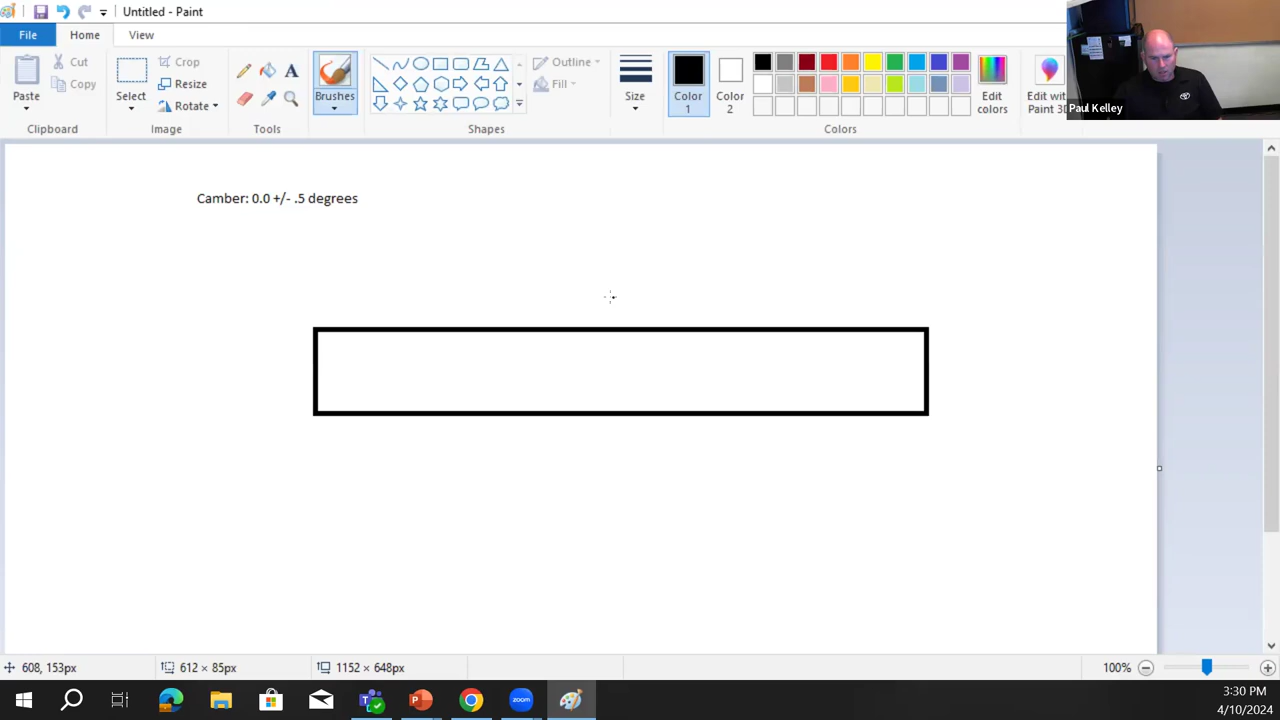 Untitled - Paint
File
Home
View
Paste
Cut
Copy
Clipboard
Select
Crop
Resize
Rotate
Image
A
Tools
Brushes
Shapes
Outline
Fill
Size
Color
1
Color
2
Colors
Edit
colors
Edit wit
Paint 3D
Paul Kelley
Camber: 0.0 +/- .5 degrees
608, 153px
612 × 85px
1152 × 648px
100%
zoom
3:30 PM
4/10/2024